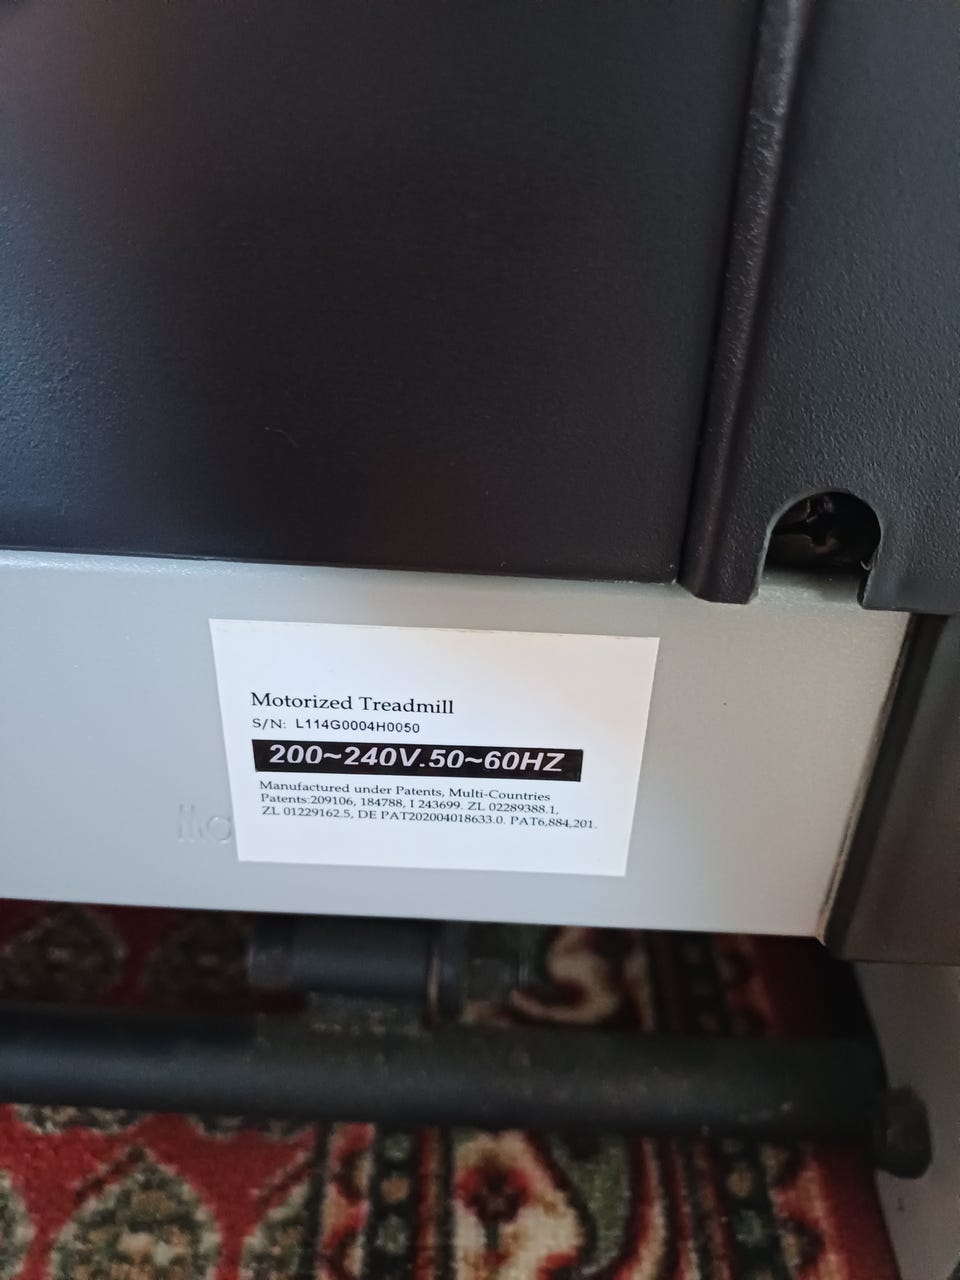 Motorized Treadmill
S/N: L114G0004H0050
200~240V.50~60HZ
Manufactured under Patents, Multi-Countries
Patents:209106, 184788, I 243699. ZL 02289388.1,
ZL 01229162.5, DE PAT202004018633.0. PAT6,884,201.